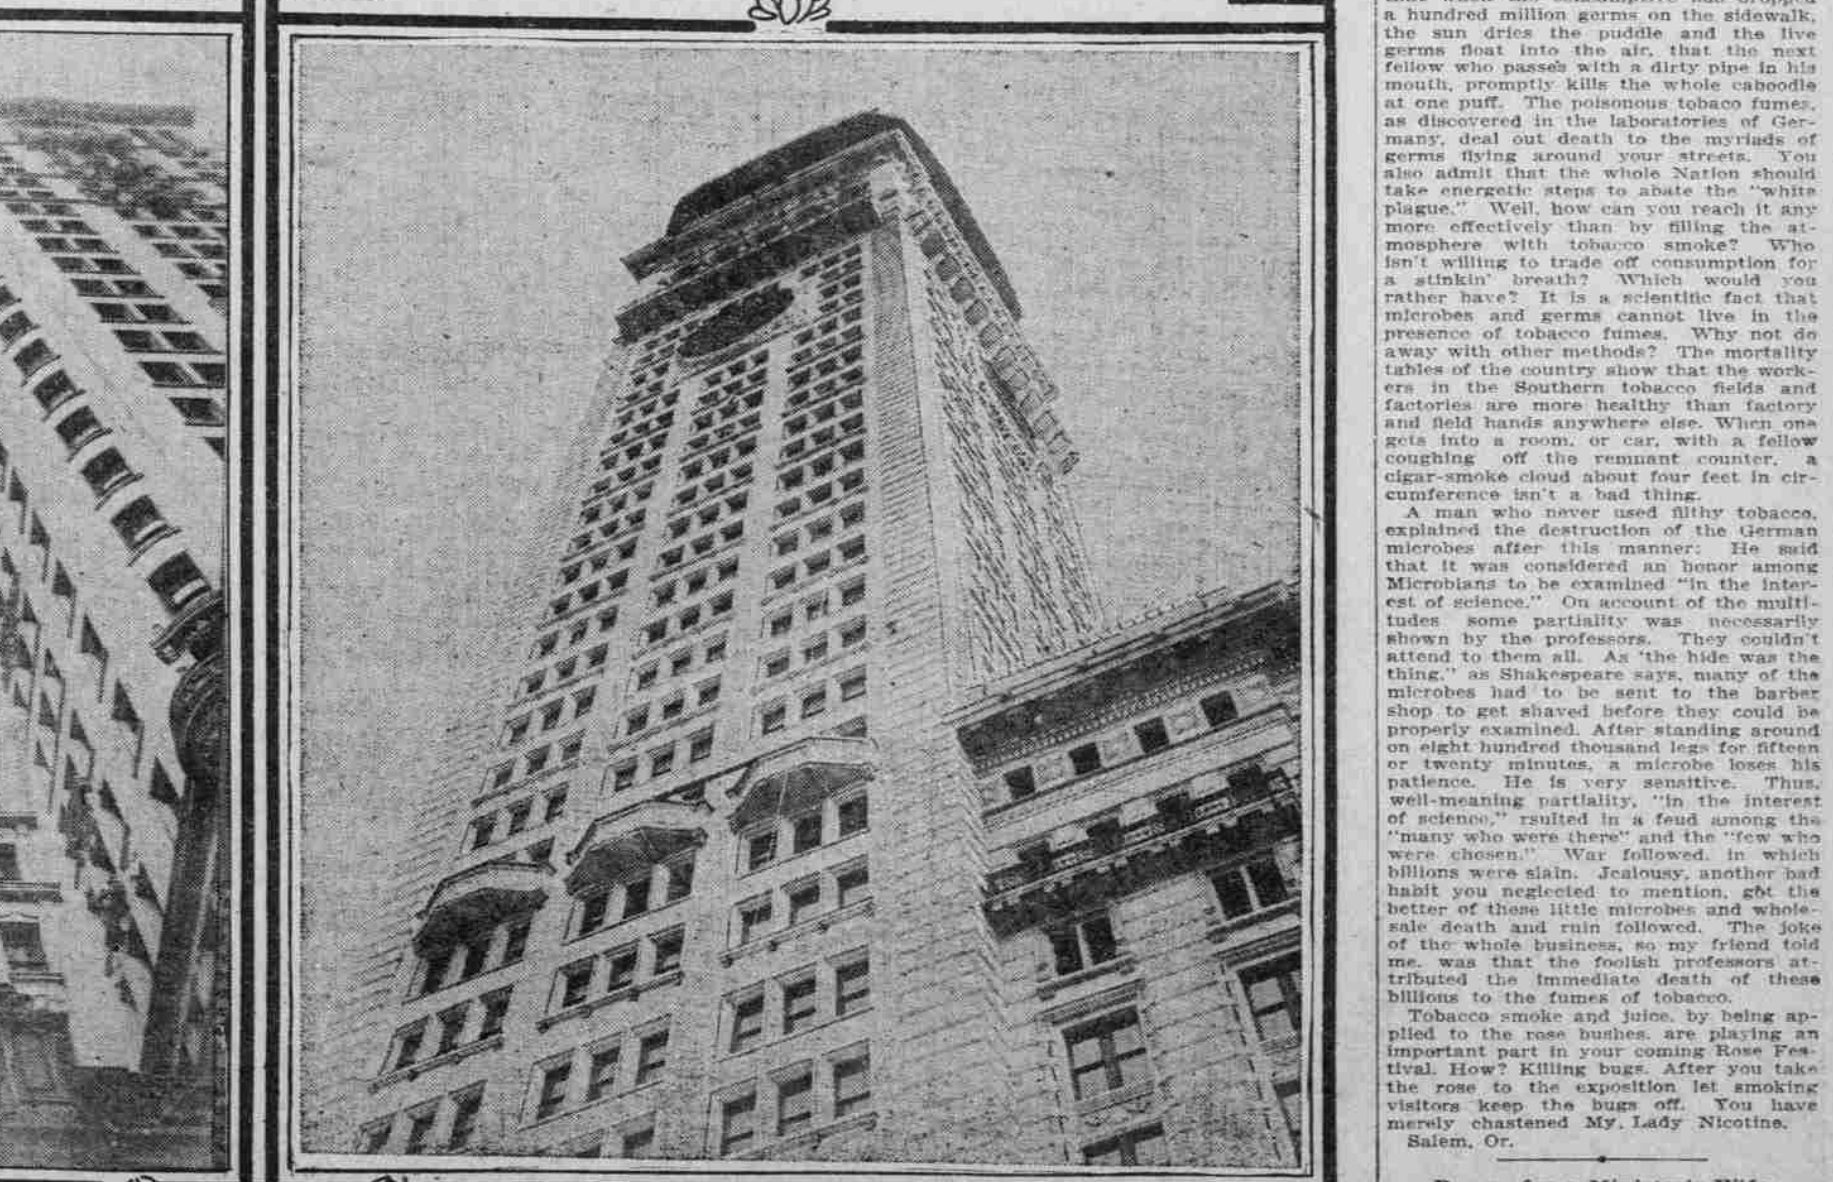 a hundred million germs on the sidewalk,
the sun dries the puddle and the live
germs float into the air, that the next
fellow who passes with a dirty pipe in his
mouth, promptly kills the whole caboodle
at one puff. The poisonous tobaco fumes,
as discovered in the laboratories of Ger-
many, deal out death to the myriads of
germs flying around your streets. You
also admit that the whole Nation should
take energetic steps to abate the "white
plague." Well, how can you reach it any
more effectively than by filling the at-
mosphere with tobacco smoke? Who
isn't willing to trade off consumption for
a stinkin' breath? Which would you
rather have? It is a scientific fact that
microbes and germs cannot live in the
presence of tobacco fumes. Why not do
away with other methods? The mortality
tables of the country show that the work-
ers in the Southern tobacco fields and
factories are more healthy than factory
and field hands anywhere else. When one
gets into a room, or car, with a fellow
coughing off the remnant counter, a
cigar-smoke cloud about four feet in cir-
cumference isn't a bad thing.
A man who never used filthy tobacco,
explained the destruction of the German
microbes after this manner: He said
that it was considered an honor among
Microbians to be examined "in the inter-
est of science." On account of the multi-
tudes some partiality was necessarily
shown by the professors. They couldn't
attend to them all. As 'the hide was the
thing," as Shakespeare says, many of the
microbes had to be sent to the barber
shop to get shaved before they could be
properly examined. After standing around
on eight hundred thousand legs for fifteen
or twenty minutes, a microbe loses his
patience. He is very sensitive. Thus,
well-meaning partiality, "in the interest
of science," rsulted in a feud among the
"many who were there" and the "few who
were chosen." War followed, in which
billions were slain. Jealousy, another bad
habit you neglected to mention, got the
better of these little microbes and whole-
sale death and ruin followed. The joke
of the whole business, so my friend told
me, was that the foolish professors at-
tributed the immediate death of these
billions to the fumes of tobacco.
Tobacco smoke and juice, by being ap-
plied to the rose bushes, are playing an
important part in your coming Rose Fes-
tival. How? Killing bugs. After you take
the rose to the exposition let smoking
visitors keep the bugs off. You have
merely chastened My. Lady Nicotine.
Salem, Or.